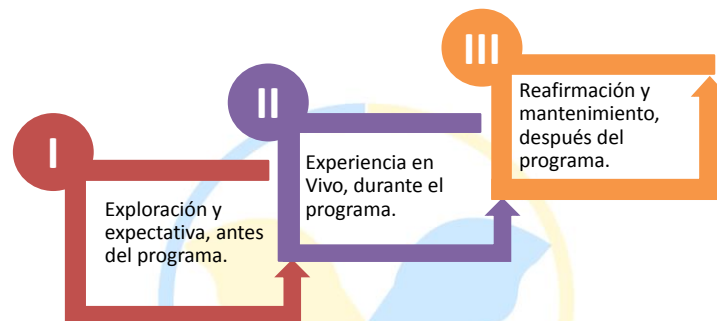 I
Exploración y
expectativa, antes
del programa.
II
Experiencia en
Vivo, durante el
programa.
III
Reafirmación y
mantenimiento,
después del
programa.